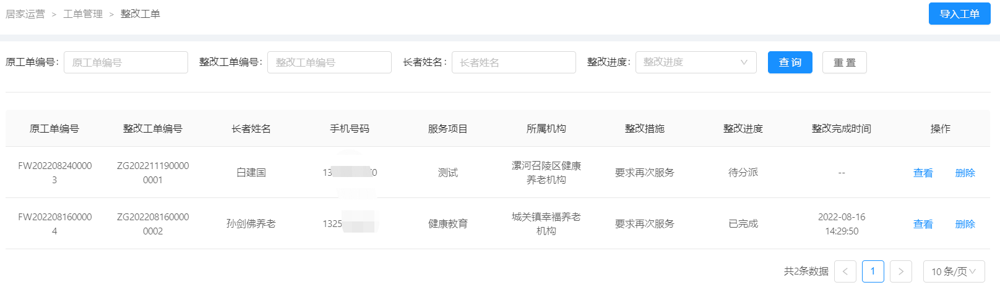 居家运营 > 工单管理 > 整改工单
导入工单
原工单编号: 原工单编号 整改工单编号: 整改工单编号 长者姓名: 长者姓名 整改进度: 整改进度 查询 重置
原工单编号 整改工单编号 长者姓名 手机号码 服务项目 所属机构 整改措施 整改进度 整改完成时间 操作
FW202208240000
3
ZG202211190000
0001
白建国
13
测试
漯河召陵区健康
养老机构
要求再次服务
待分派
--
查看 删除
FW202208160000
4
ZG202208160000
0002
孙剑佛养老
1325
健康教育
城关镇幸福养老
机构
要求再次服务
已完成
2022-08-16
14:29:50
查看 删除
共2条数据 < 1 > 10 条/页